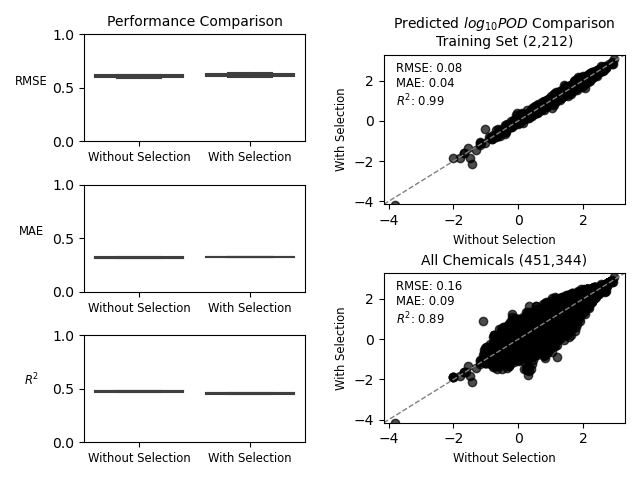 Performance Comparison
1.0
0.5
0.0
RMSE
Without Selection
With Selection
1.0
0.5
0.0
MAE
Without Selection
With Selection
1.0
0.5
0.0
R²
Without Selection
With Selection
Predicted log₁₀POD Comparison
Training Set (2,212)
RMSE: 0.08
MAE: 0.04
R²: 0.99
2
0
−2
−4
With Selection
−4
−2
0
2
Without Selection
All Chemicals (451,344)
RMSE: 0.16
MAE: 0.09
R²: 0.89
2
0
−2
−4
With Selection
−4
−2
0
2
Without Selection